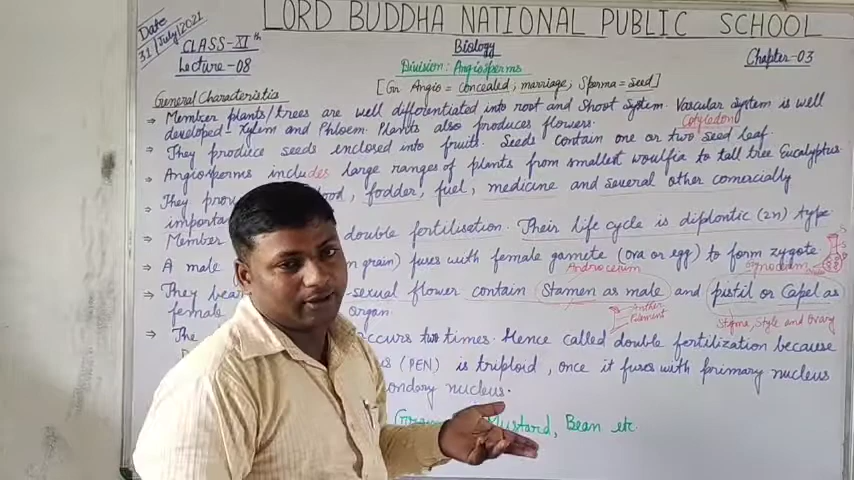 LORD BUDDHA NATIONAL PUBLIC SCHOOL
Date
31/July/2021
CLASS-XIth
Biology
Chapter-03
Lecture-08
Division: Angiosperms
[Gr. Angio = concealed, marriage, Sperma = seed]
General Characteristics
→ Member plants/trees are well differentiated into root and Shoot System. Vascular System is well
developed - Xylem and Phloem. Plants also produces flowers.
Cotyledon
→ They produce seeds enclosed into fruits. Seeds contain one or two seed leaf.
→ Angiosperms includes large ranges of plants from smallest woulfia to tall tree Eucalyptus.
→ They food, fodder, fuel, medicine and several other comercially
important
→ Member double fertilisation. Their life cycle is diplontic (2n) type
→ A male grain) fuses with female gamete (ova or egg) to form zygote
Androcerum
→ They bear -sexual flower contain (Stamen as male) and (pistil or Capel as
female organ.
Anther
Filament
Stigma, Style and Ovary
→ The occurs two times. Hence called double fertilization because
(PEN) is triploid, once it fuses with primary nucleus
nucleus.
Mustard, Bean etc.